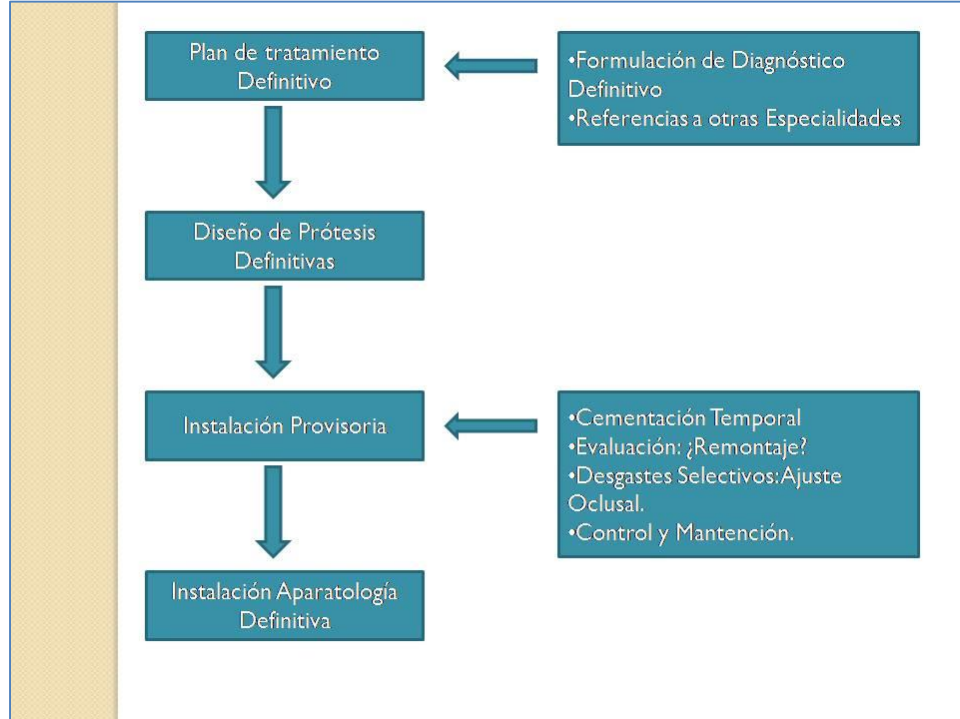 Plan de tratamiento
Definitivo
•Formulación de Diagnóstico
Definitivo
•Referencias a otras Especialidades
Diseño de Prótesis
Definitivas
Instalación Provisoria
•Cementación Temporal
•Evaluación: ¿Remontaje?
•Desgastes Selectivos: Ajuste
Oclusal.
•Control y Mantención.
Instalación Aparatología
Definitiva